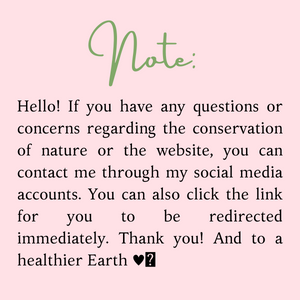 Note:
Hello! If you have any questions or
concerns regarding the conservation
of nature or the website, you can
contact me through my social media
accounts. You can also click the link
for you to be redirected
immediately. Thank you! And to a
healthier Earth ♥